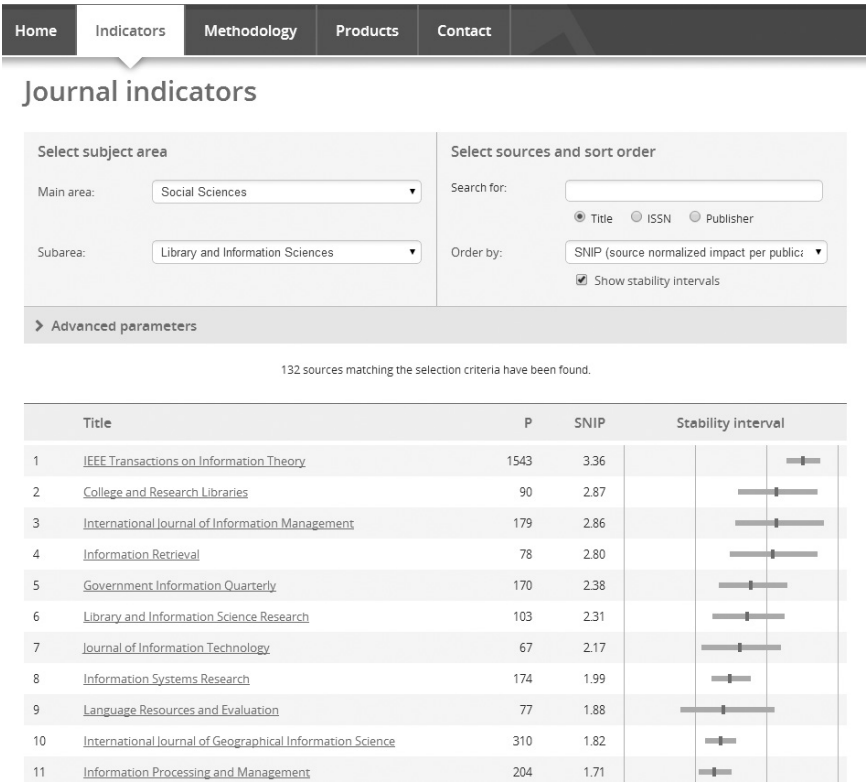 Home Indicators Methodology Products Contact
Journal indicators
Select subject area
Main area: Social Sciences
Subarea: Library and Information Sciences
Select sources and sort order
Search for:
Title ISSN Publisher
Order by: SNIP (source normalized impact per publica
Show stability intervals
Advanced parameters
132 sources matching the selection criteria have been found.
Title P SNIP Stability interval
1 IEEE Transactions on Information Theory 1543 3.36
2 College and Research Libraries 90 2.87
3 International Journal of Information Management 179 2.86
4 Information Retrieval 78 2.80
5 Government Information Quarterly 170 2.38
6 Library and Information Science Research 103 2.31
7 Journal of Information Technology 67 2.17
8 Information Systems Research 174 1.99
9 Language Resources and Evaluation 77 1.88
10 International Journal of Geographical Information Science 310 1.82
11 Information Processing and Management 204 1.71